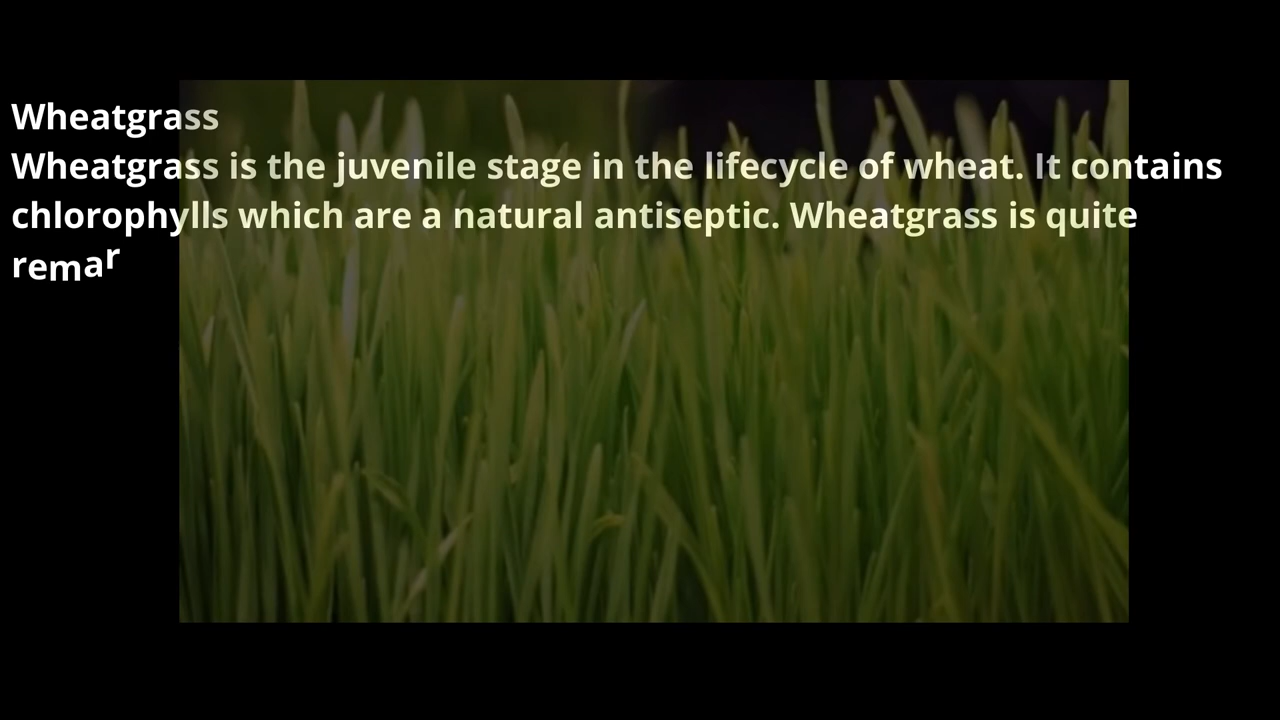 Wheatgrass
Wheatgrass is the juvenile stage in the lifecycle of wheat. It contains
chlorophylls which are a natural antiseptic. Wheatgrass is quite
remar